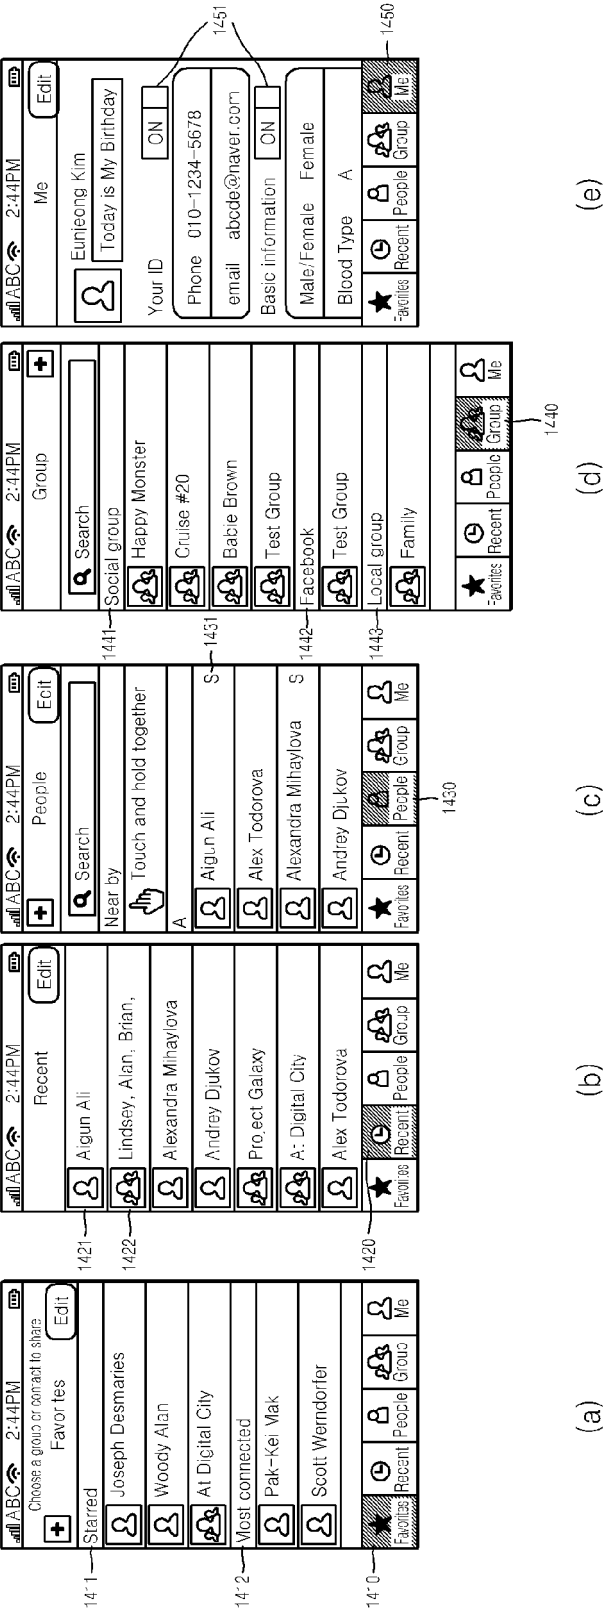 ABC 2:44PM
Choose a group or contact to share
Favorites
Edit
1411
Starred
Joseph Desmaries
Woody Alan
At Digital City
1412
Most connected
Pak-Kei Mak
Scott Werndorfer
Favorites Recent People Group Me
1410
(a)
ABC 2:44PM
Recent
Edit
1421
Aigun Ali
1422
Lindsey, Alan, Brian,
Alexandra Mihaylova
Andrey Djukov
Project Galaxy
At Digital City
Alex Todorova
Favorites Recent People Group Me
1420
(b)
ABC 2:44PM
+
People
Edit
Search
Near by
Touch and hold together
A
Aigun Ali S
1431
Alex Todorova
Alexandra Mihaylova S
Andrey Djukov
Favorites Recent People Group Me
1430
(c)
ABC 2:44PM
Group
+
Search
1441
Social group
Happy Monster
Cruise #20
Babie Brown
Test Group
1442
Facebook
Test Group
1443
Local group
Family
Favorites Recent People Group Me
1440
(d)
ABC 2:44PM
Me
Edit
Eunjeong Kim
Today is My Birthday
Your ID ON
1451
Phone 010-1234-5678
email abcde@naver.com
Basic information ON
Male/Female Female
Blood Type A
Favorites Recent People Group Me
1450
(e)